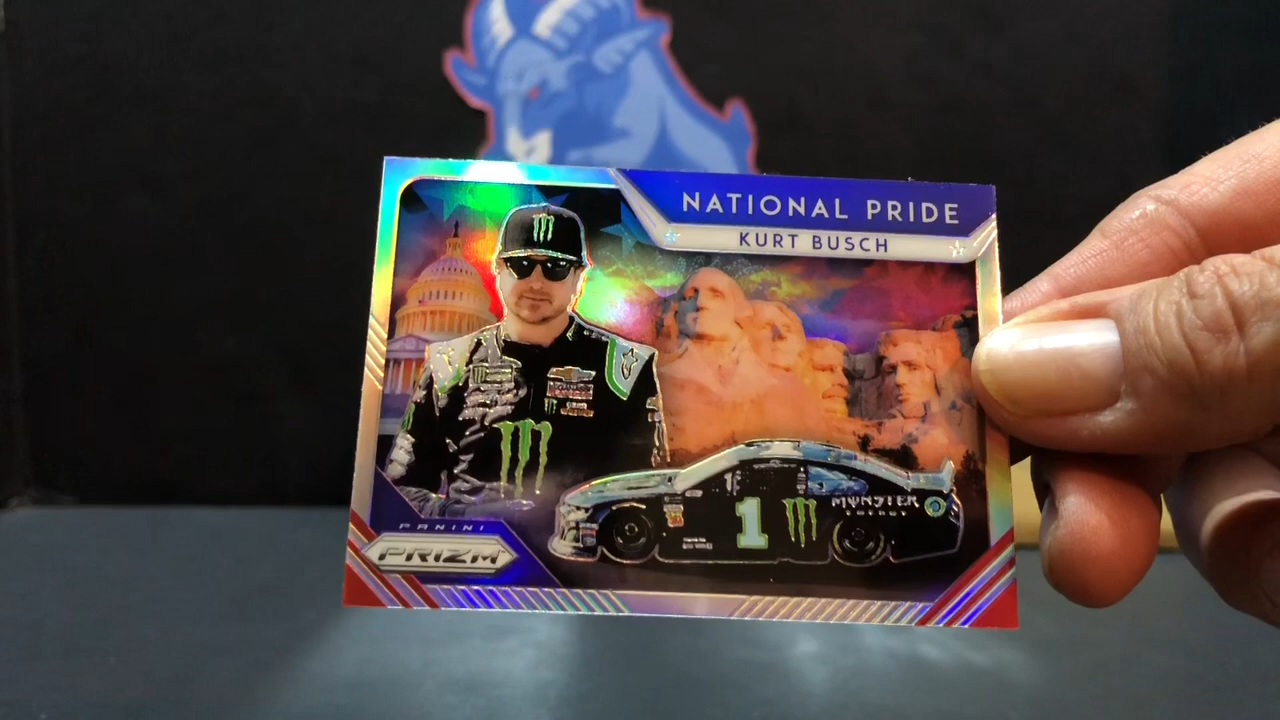 NATIONAL PRIDE
KURT BUSCH
PANINI
PRIZM
1
MONSTER
ENERGY